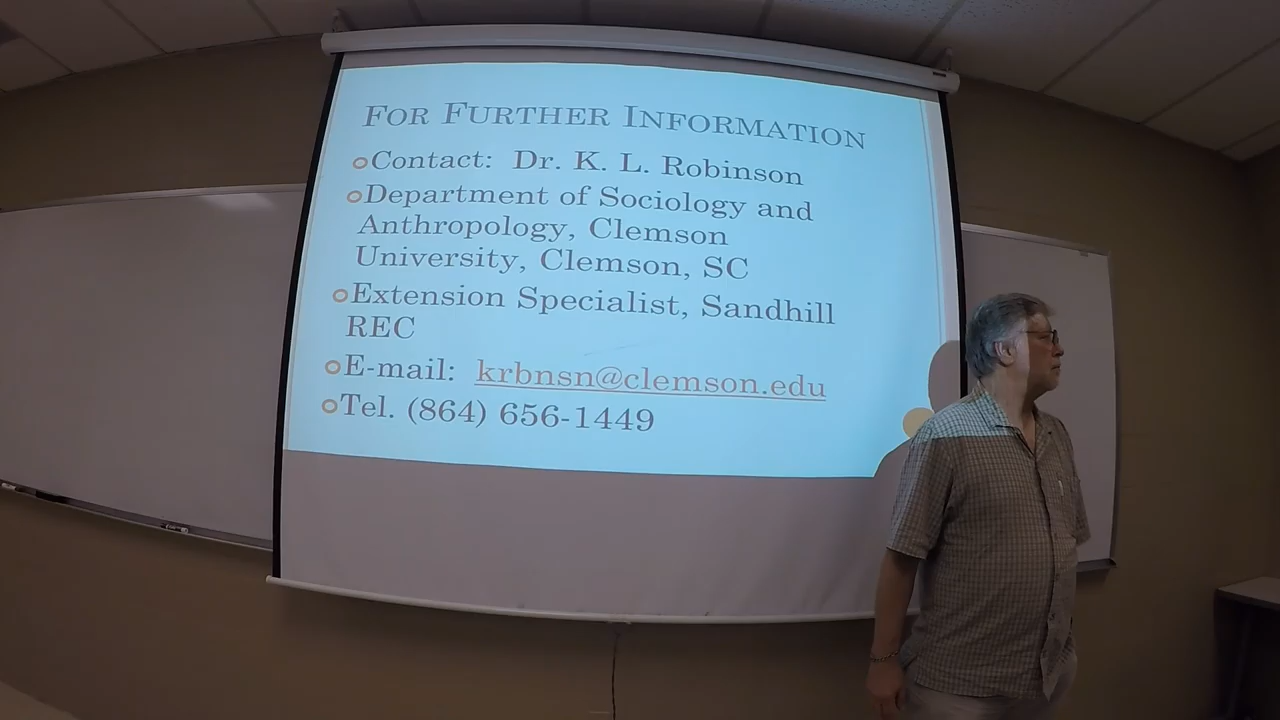 FOR FURTHER INFORMATION
Contact: Dr. K. L. Robinson
Department of Sociology and
Anthropology, Clemson
University, Clemson, SC
Extension Specialist, Sandhill
REC
E-mail: krbnsn@clemson.edu
Tel. (864) 656-1449